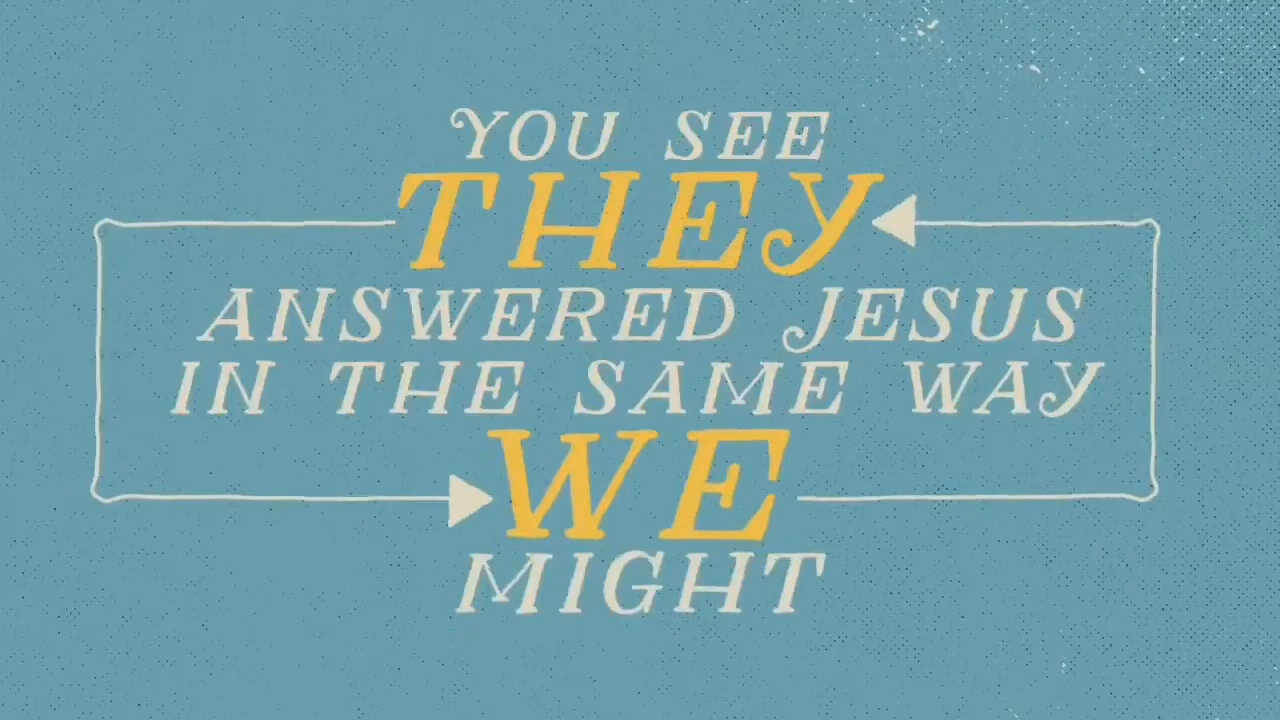 YOU SEE
THEY
ANSWERED JESUS
IN THE SAME WAY
WE
MIGHT